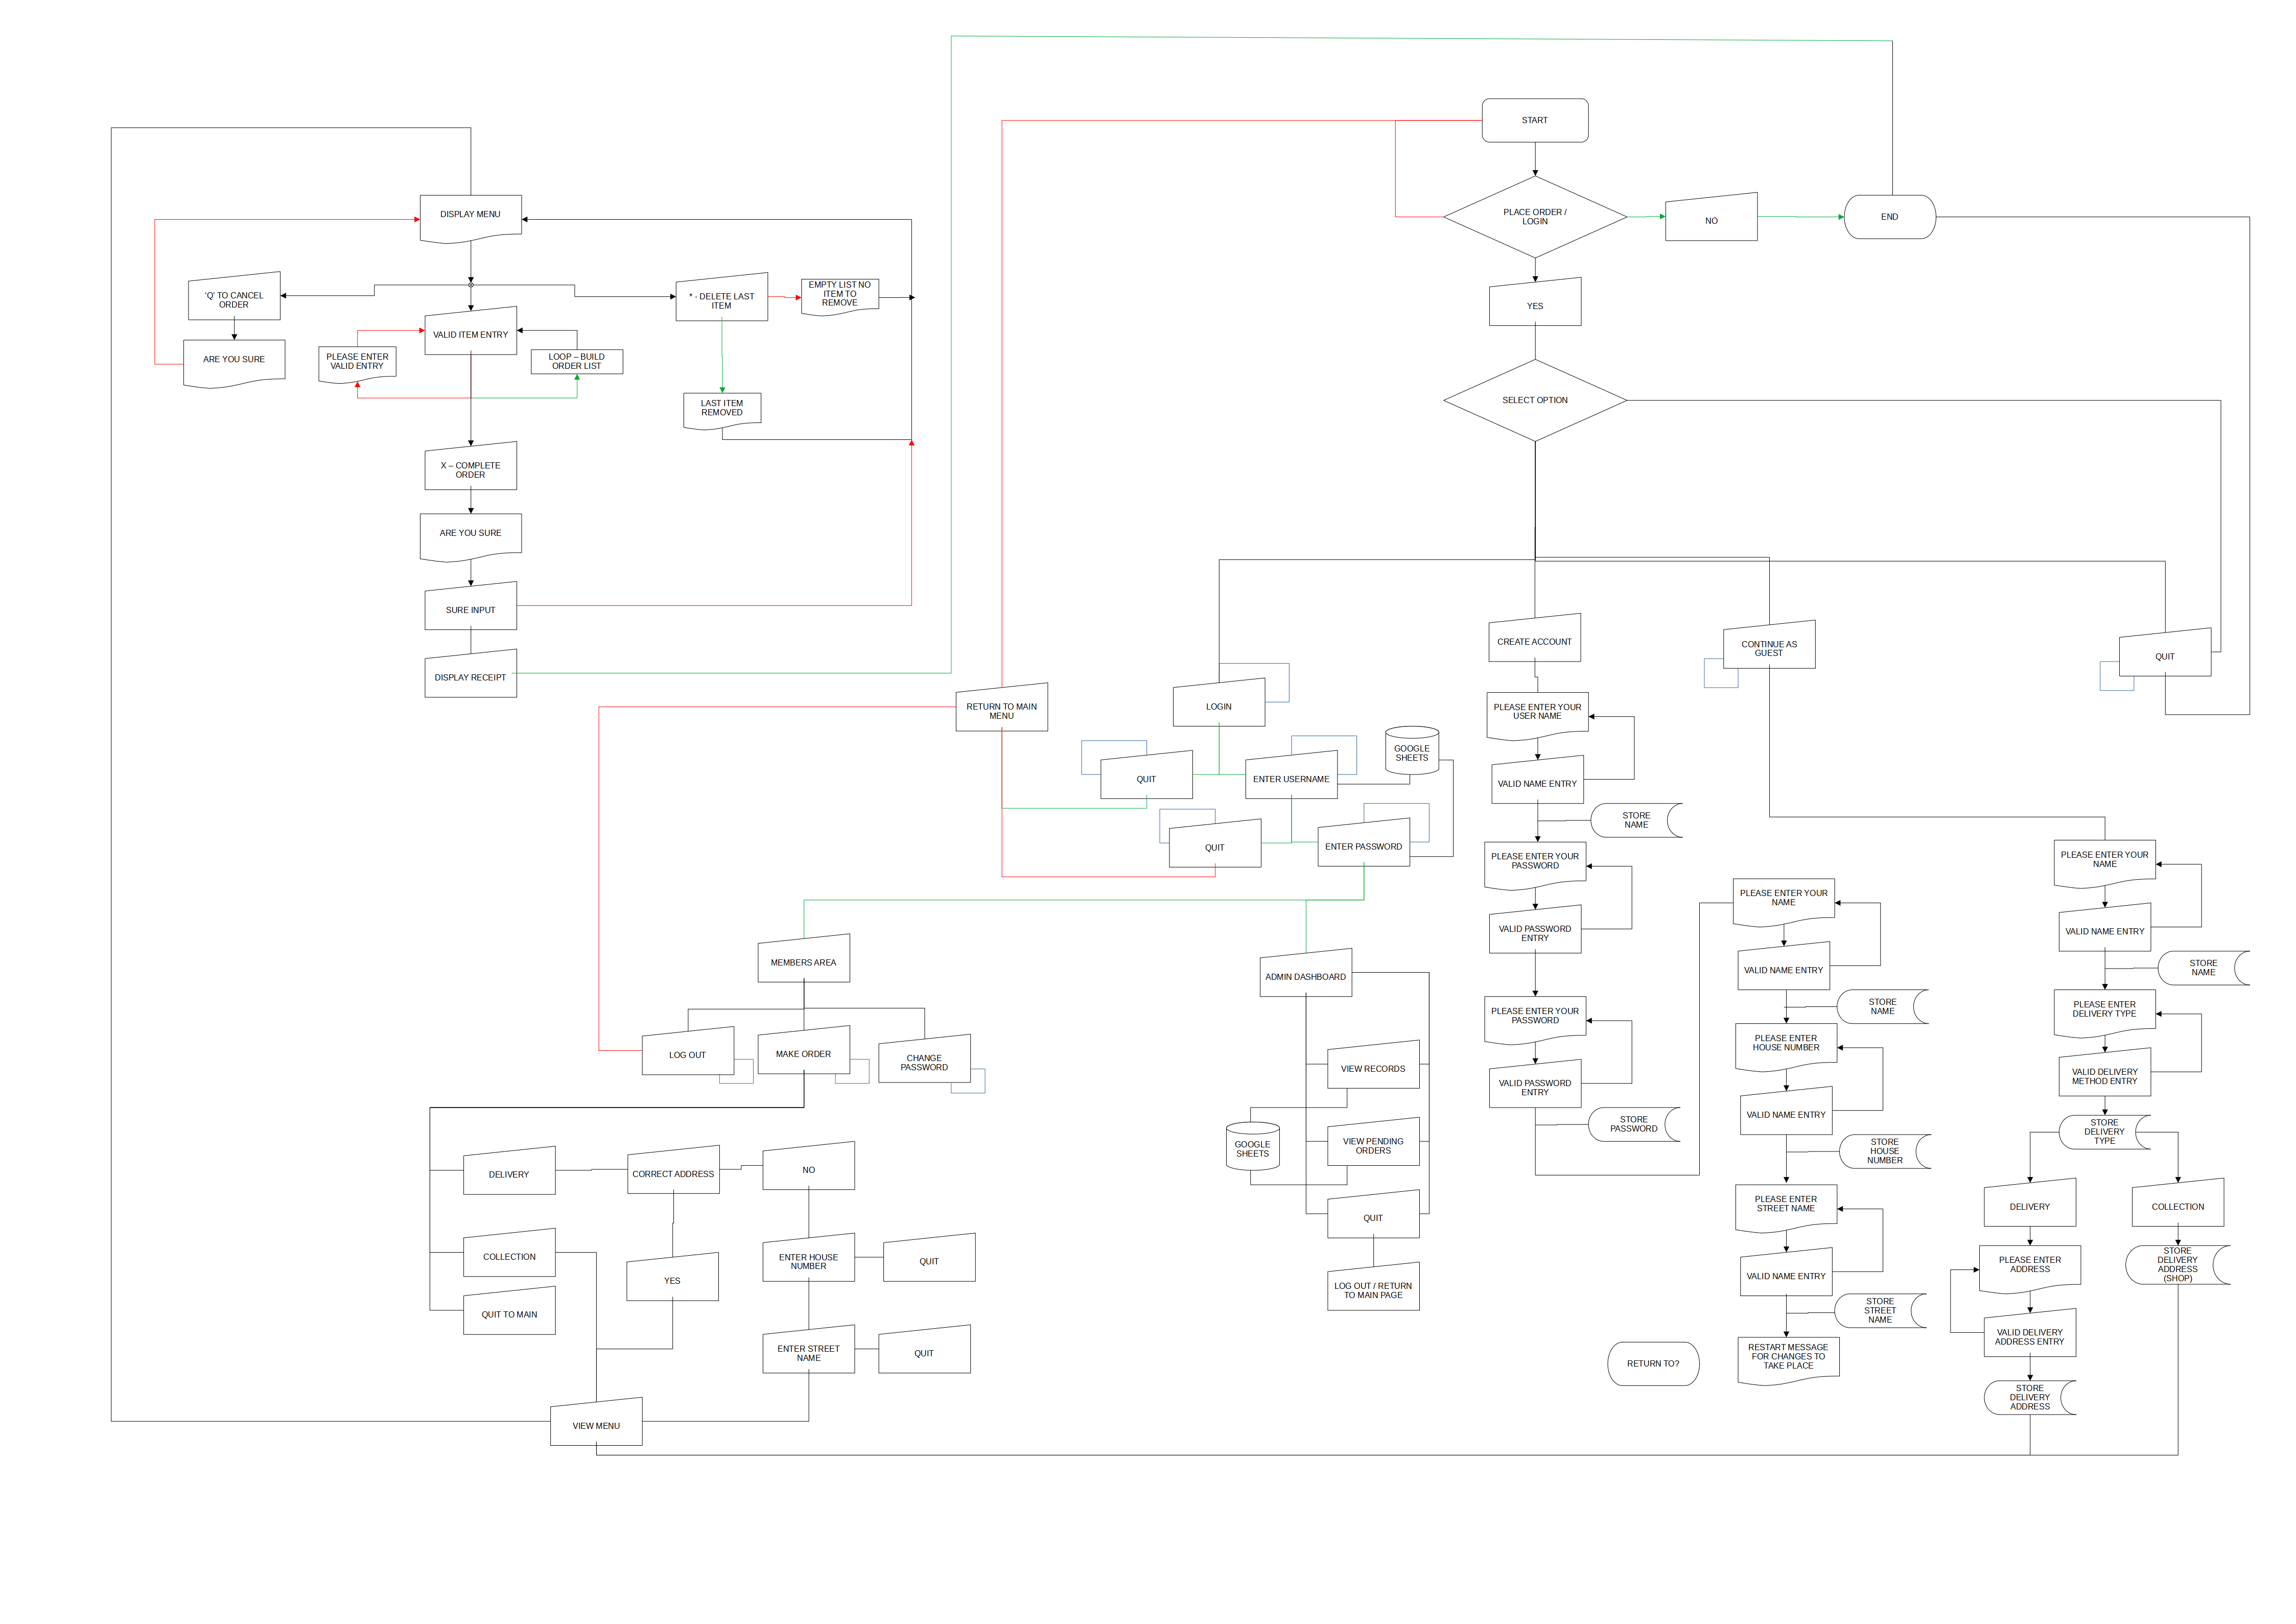 START
PLACE ORDER /
LOGIN
NO
END
YES
SELECT OPTION
DISPLAY MENU
‘Q’ TO CANCEL
ORDER
ARE YOU SURE
VALID ITEM ENTRY
PLEASE ENTER
VALID ENTRY
LOOP – BUILD
ORDER LIST
* - DELETE LAST
ITEM
EMPTY LIST NO
ITEM TO
REMOVE
LAST ITEM
REMOVED
X – COMPLETE
ORDER
ARE YOU SURE
SURE INPUT
DISPLAY RECEIPT
RETURN TO MAIN
MENU
LOGIN
QUIT
ENTER USERNAME
GOOGLE
SHEETS
QUIT
ENTER PASSWORD
CREATE ACCOUNT
PLEASE ENTER YOUR
USER NAME
VALID NAME ENTRY
STORE
NAME
PLEASE ENTER YOUR
PASSWORD
VALID PASSWORD
ENTRY
PLEASE ENTER YOUR
PASSWORD
VALID PASSWORD
ENTRY
STORE
PASSWORD
CONTINUE AS
GUEST
QUIT
PLEASE ENTER YOUR
NAME
VALID NAME ENTRY
STORE
NAME
PLEASE ENTER
HOUSE NUMBER
VALID NAME ENTRY
STORE
HOUSE
NUMBER
PLEASE ENTER
STREET NAME
VALID NAME ENTRY
STORE
STREET
NAME
RESTART MESSAGE
FOR CHANGES TO
TAKE PLACE
RETURN TO?
PLEASE ENTER YOUR
NAME
VALID NAME ENTRY
STORE
NAME
PLEASE ENTER
DELIVERY TYPE
VALID DELIVERY
METHOD ENTRY
STORE
DELIVERY
TYPE
DELIVERY
COLLECTION
PLEASE ENTER
ADDRESS
STORE
DELIVERY
ADDRESS
(SHOP)
VALID DELIVERY
ADDRESS ENTRY
STORE
DELIVERY
ADDRESS
MEMBERS AREA
LOG OUT
MAKE ORDER
CHANGE
PASSWORD
ADMIN DASHBOARD
VIEW RECORDS
GOOGLE
SHEETS
VIEW PENDING
ORDERS
QUIT
LOG OUT / RETURN
TO MAIN PAGE
DELIVERY
CORRECT ADDRESS
NO
COLLECTION
YES
ENTER HOUSE
NUMBER
QUIT
QUIT TO MAIN
ENTER STREET
NAME
QUIT
VIEW MENU